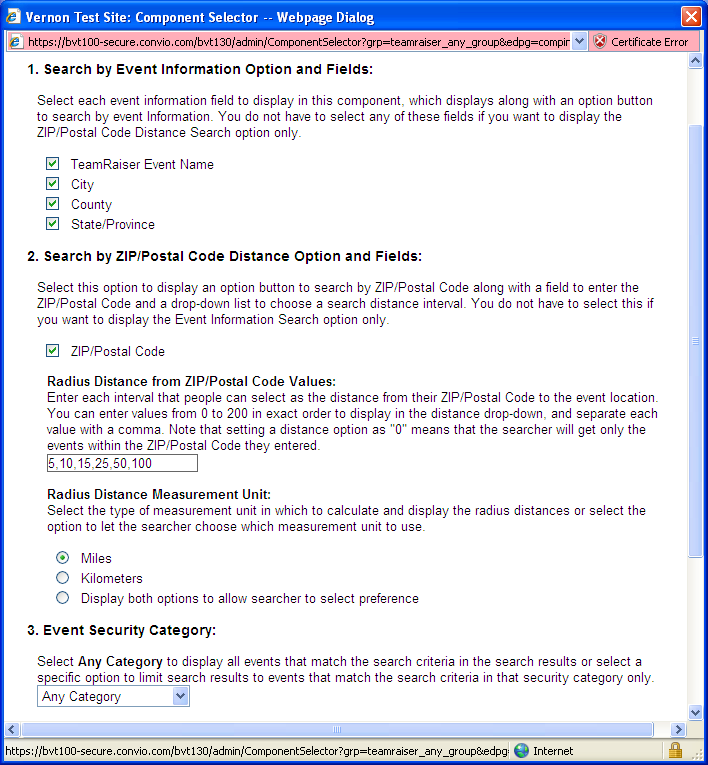 Vernon Test Site: Component Selector -- Webpage Dialog
https://bvt100-secure.convio.com/bvt130/admin/ComponentSelector?grp=teamraiser_any_group&edpg=compin
Certificate Error
1. Search by Event Information Option and Fields:
Select each event information field to display in this component, which displays along with an option button
to search by event Information. You do not have to select any of these fields if you want to display the
ZIP/Postal Code Distance Search option only.
TeamRaiser Event Name
City
County
State/Province
2. Search by ZIP/Postal Code Distance Option and Fields:
Select this option to display an option button to search by ZIP/Postal Code along with a field to enter the
ZIP/Postal Code and a drop-down list to choose a search distance interval. You do not have to select this if
you want to display the Event Information Search option only.
ZIP/Postal Code
Radius Distance from ZIP/Postal Code Values:
Enter each interval that people can select as the distance from their ZIP/Postal Code to the event location.
You can enter values from 0 to 200 in exact order to display in the distance drop-down, and separate each
value with a comma. Note that setting a distance option as "0" means that the searcher will get only the
events within the ZIP/Postal Code they entered.
5,10,15,25,50,100
Radius Distance Measurement Unit:
Select the type of measurement unit in which to calculate and display the radius distances or select the
option to let the searcher choose which measurement unit to use.
Miles
Kilometers
Display both options to allow searcher to select preference
3. Event Security Category:
Select Any Category to display all events that match the search criteria in the search results or select a
specific option to limit search results to events that match the search criteria in that security category only.
Any Category
https://bvt100-secure.convio.com/bvt130/admin/ComponentSelector?grp=teamraiser_any_group&edpg=
Internet